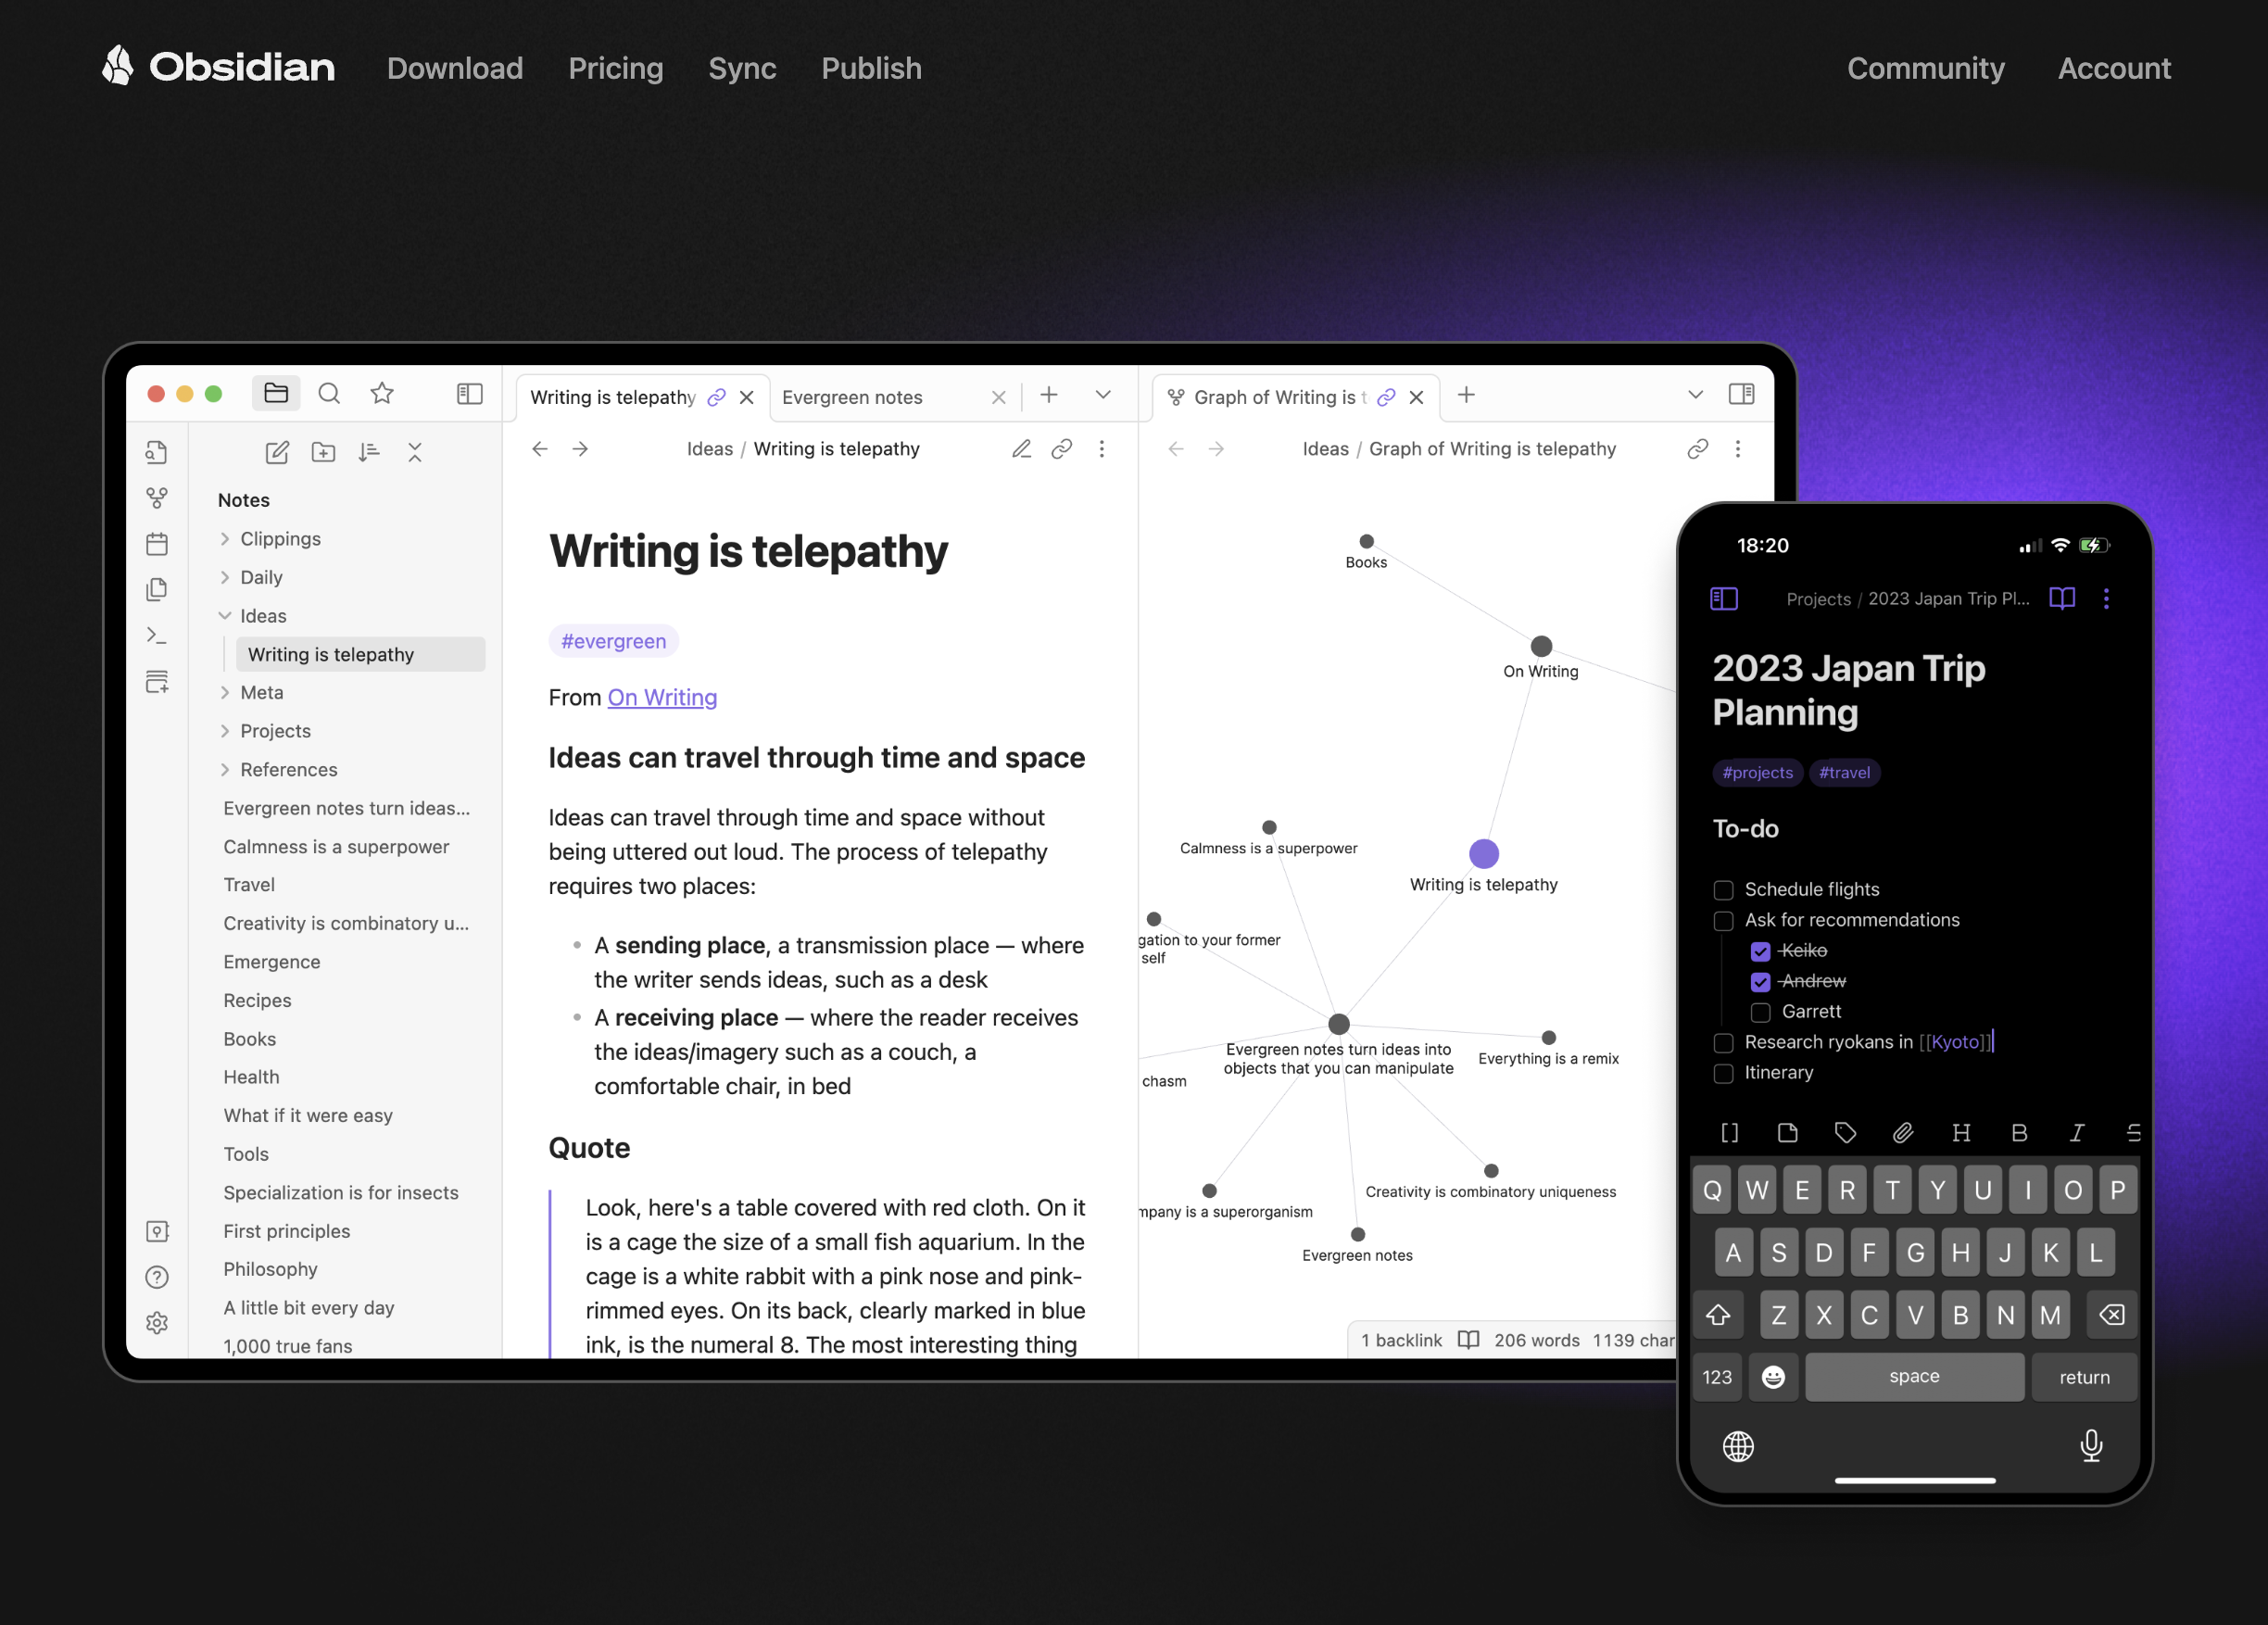 Obsidian
Download
Pricing
Sync
Publish
Community
Account
Writing is telepathy
Evergreen notes
Graph of Writing is t
Ideas / Writing is telepathy
Ideas / Graph of Writing is telepathy
Notes
Clippings
Daily
Ideas
Writing is telepathy
Meta
Projects
References
Evergreen notes turn ideas...
Calmness is a superpower
Travel
Creativity is combinatory u...
Emergence
Recipes
Books
Health
What if it were easy
Tools
Specialization is for insects
First principles
Philosophy
A little bit every day
1,000 true fans
Writing is telepathy
#evergreen
From On Writing
Ideas can travel through time and space
Ideas can travel through time and space without
being uttered out loud. The process of telepathy
requires two places:
A sending place, a transmission place — where
the writer sends ideas, such as a desk
A receiving place — where the reader receives
the ideas/imagery such as a couch, a
comfortable chair, in bed
Quote
Look, here's a table covered with red cloth. On it
is a cage the size of a small fish aquarium. In the
cage is a white rabbit with a pink nose and pink-
rimmed eyes. On its back, clearly marked in blue
ink, is the numeral 8. The most interesting thing
Books
On Writing
Calmness is a superpower
Writing is telepathy
gation to your former
self
Evergreen notes turn ideas into
objects that you can manipulate
Everything is a remix
chasm
Creativity is combinatory uniqueness
mpany is a superorganism
Evergreen notes
1 backlink
206 words
1139 char
18:20
Projects / 2023 Japan Trip Pl...
2023 Japan Trip
Planning
#projects #travel
To-do
Schedule flights
Ask for recommendations
Keiko
Andrew
Garrett
Research ryokans in [[Kyoto]]
Itinerary
[] H B I S
Q W E R T Y U I O P
A S D F G H J K L
Z X C V B N M
123 space return